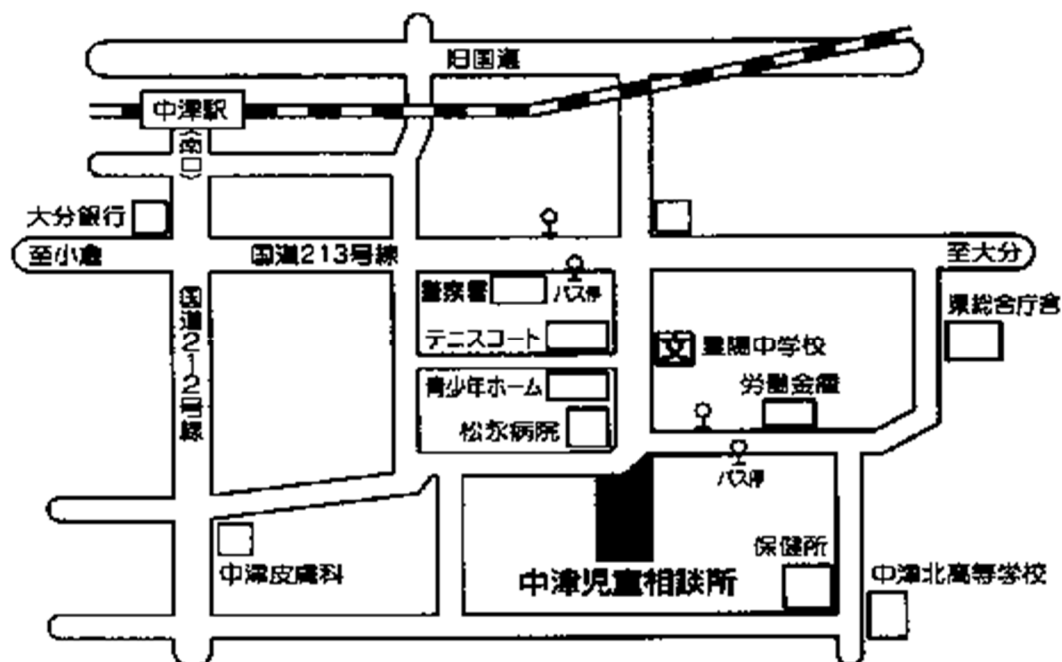 旧国道
中津駅
（南口）
大分銀行
至小倉
国道213号線
至大分
国道212号線
警察署
バス停
県総合庁舎
テニスコート
文
豊陽中学校
青少年ホーム
労働金庫
松永病院
バス停
保健所
中津皮膚科
中津児童相談所
中津北高等学校